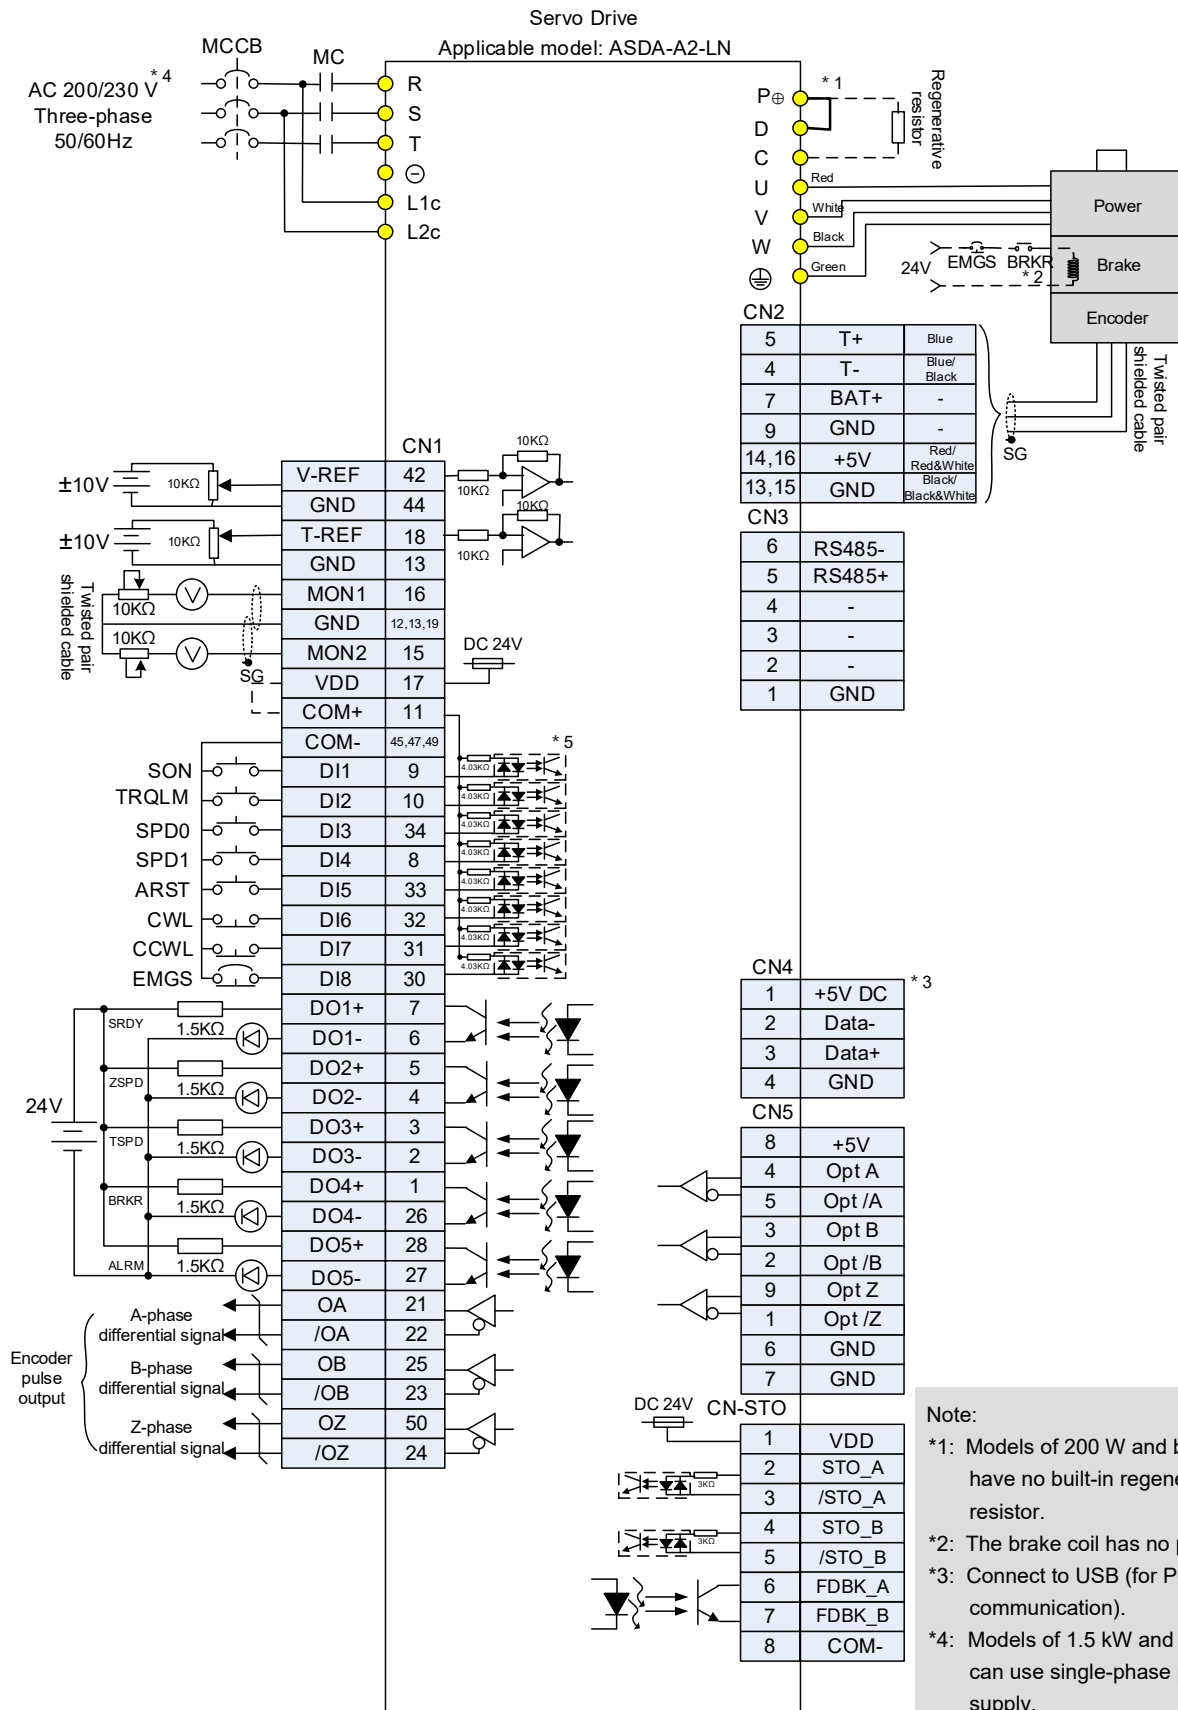 Servo Drive
Applicable model: ASDA-A2-LN
MCCB
MC
AC 200/230 V
* 4
Three-phase
50/60Hz
R
S
T
⊖
L1c
L2c
P⊕
D
C
U
V
W
* 1
Regenerative
resistor
Red
White
Black
Green
Power
Brake
Encoder
24V
EMGS
BRKR
* 2
Twisted pair
shielded cable
SG
CN2
5 T+ Blue
4 T- Blue/
Black
7 BAT+ -
9 GND -
14,16 +5V Red/
Red&White
13,15 GND Black/
Black&White
CN3
6 RS485-
5 RS485+
4 -
3 -
2 -
1 GND
CN4
* 3
1 +5V DC
2 Data-
3 Data+
4 GND
CN5
8 +5V
4 Opt A
5 Opt /A
3 Opt B
2 Opt /B
9 Opt Z
1 Opt /Z
6 GND
7 GND
DC 24V
CN-STO
1 VDD
2 STO_A
3 /STO_A
4 STO_B
5 /STO_B
6 FDBK_A
7 FDBK_B
8 COM-
3KΩ
3KΩ
CN1
V-REF 42
GND 44
T-REF 18
GND 13
MON1 16
GND 12,13,19
MON2 15
VDD 17
COM+ 11
COM- 45,47,49
DI1 9
DI2 10
DI3 34
DI4 8
DI5 33
DI6 32
DI7 31
DI8 30
DO1+ 7
DO1- 6
DO2+ 5
DO2- 4
DO3+ 3
DO3- 2
DO4+ 1
DO4- 26
DO5+ 28
DO5- 27
OA 21
/OA 22
OB 25
/OB 23
OZ 50
/OZ 24
±10V
10KΩ
±10V
10KΩ
10KΩ
10KΩ
10KΩ
10KΩ
Twisted pair
shielded cable
10KΩ
V
10KΩ
V
SG
DC 24V
* 5
4.03KΩ
4.03KΩ
4.03KΩ
4.03KΩ
4.03KΩ
4.03KΩ
4.03KΩ
4.03KΩ
SON
TRQLM
SPD0
SPD1
ARST
CWL
CCWL
EMGS
24V
SRDY
1.5KΩ
ZSPD
1.5KΩ
TSPD
1.5KΩ
BRKR
1.5KΩ
ALRM
1.5KΩ
Encoder
pulse
output
A-phase
differential signal
B-phase
differential signal
Z-phase
differential signal
Note:
*1: Models of 200 W and
have no built-in
resistor.
*2: The brake coil has no
*3: Connect to USB (for
communication).
*4: Models of 1.5 kW and
can use single-phase
supply.